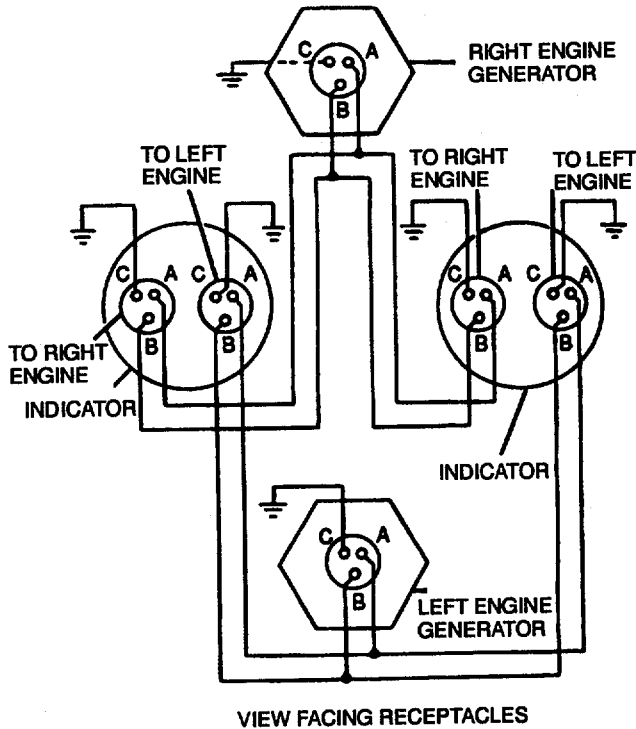 C A
B
RIGHT ENGINE
GENERATOR
TO LEFT
ENGINE
TO RIGHT
ENGINE
TO LEFT
ENGINE
C A C A
B B
C A C A
B B
TO RIGHT
ENGINE
INDICATOR
INDICATOR
C A
B
LEFT ENGINE
GENERATOR
VIEW FACING RECEPTACLES